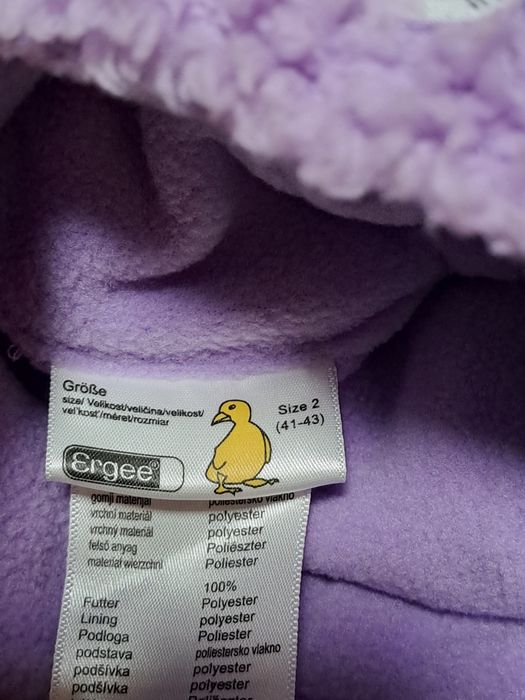 Größe
size/ Velikost/veličina/velikost/
veľkosť/méret/rozmiar
Size 2
(41-43)
Ergee
gornji materijal poliestersko vlakno
vrchní materiál polyester
vrchný materiál polyester
felső anyag Poliészter
materiał wierzchni Poliester
100%
Futter Polyester
Lining polyester
Podloga Poliester
podstava poliestersko vlakno
podšívka polyester
podšívka polyester